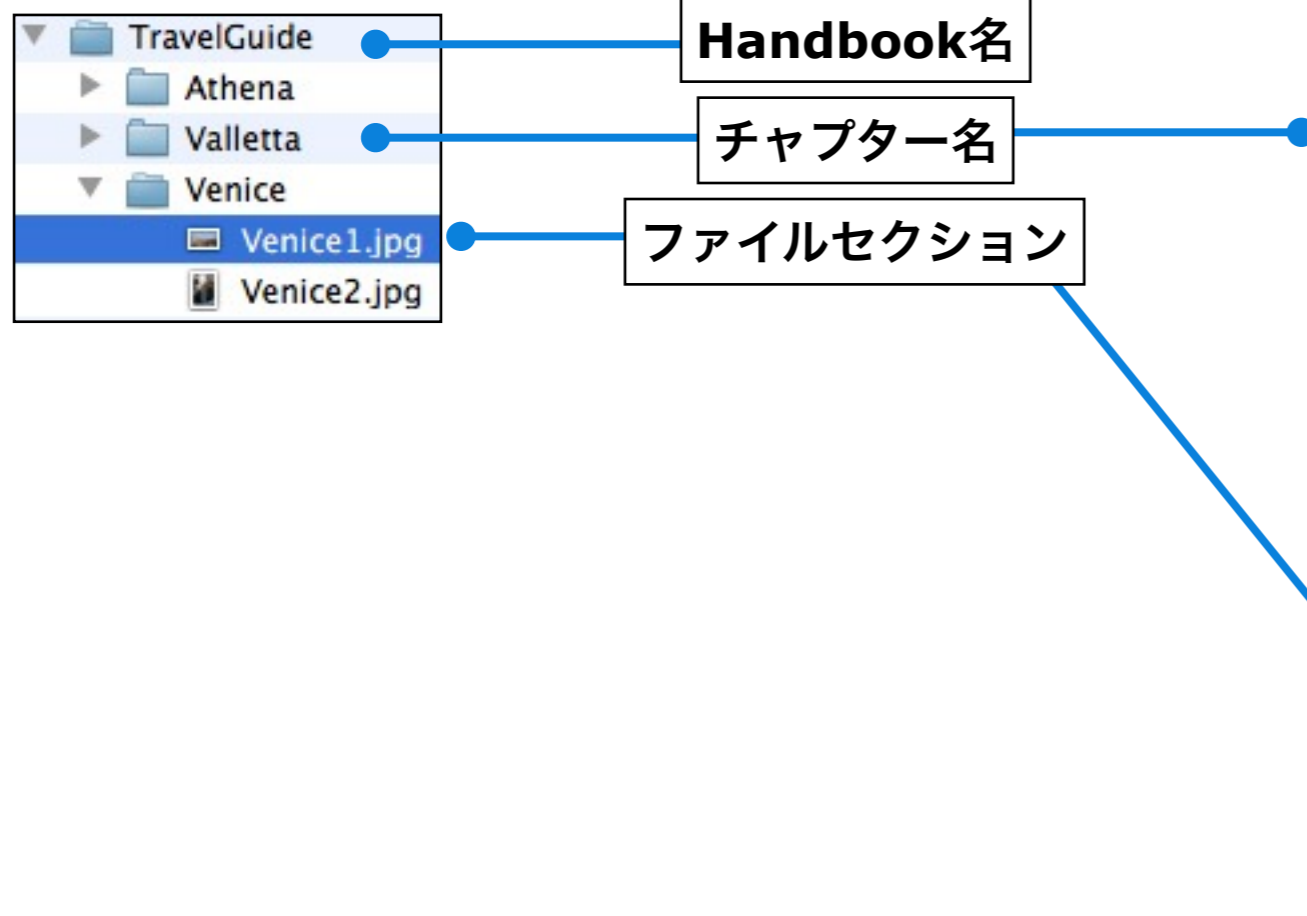 TravelGuide
Athena
Valletta
Venice
Venice1.jpg
Venice2.jpg
Handbook名
チャプター名
ファイルセクション